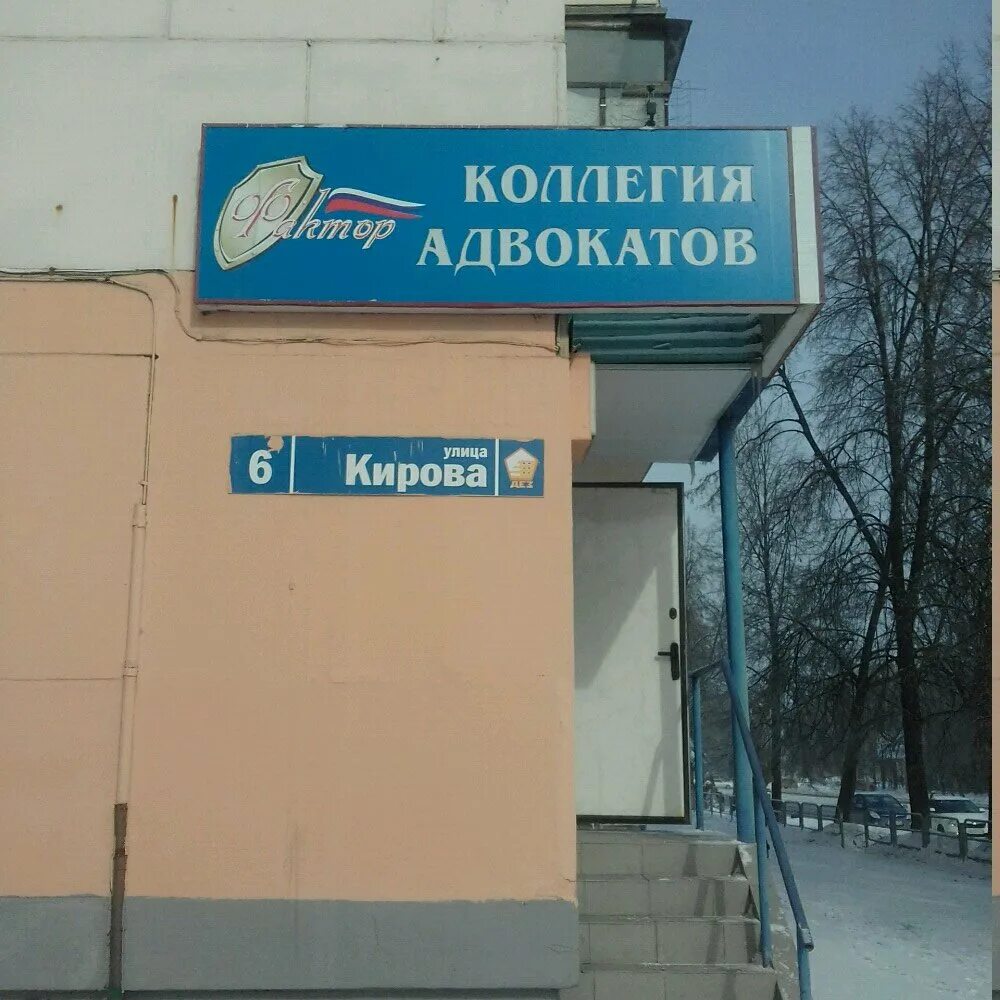 Фактор
КОЛЛЕГИЯ
АДВОКАТОВ
6
улица
Кирова
ДЕЗ